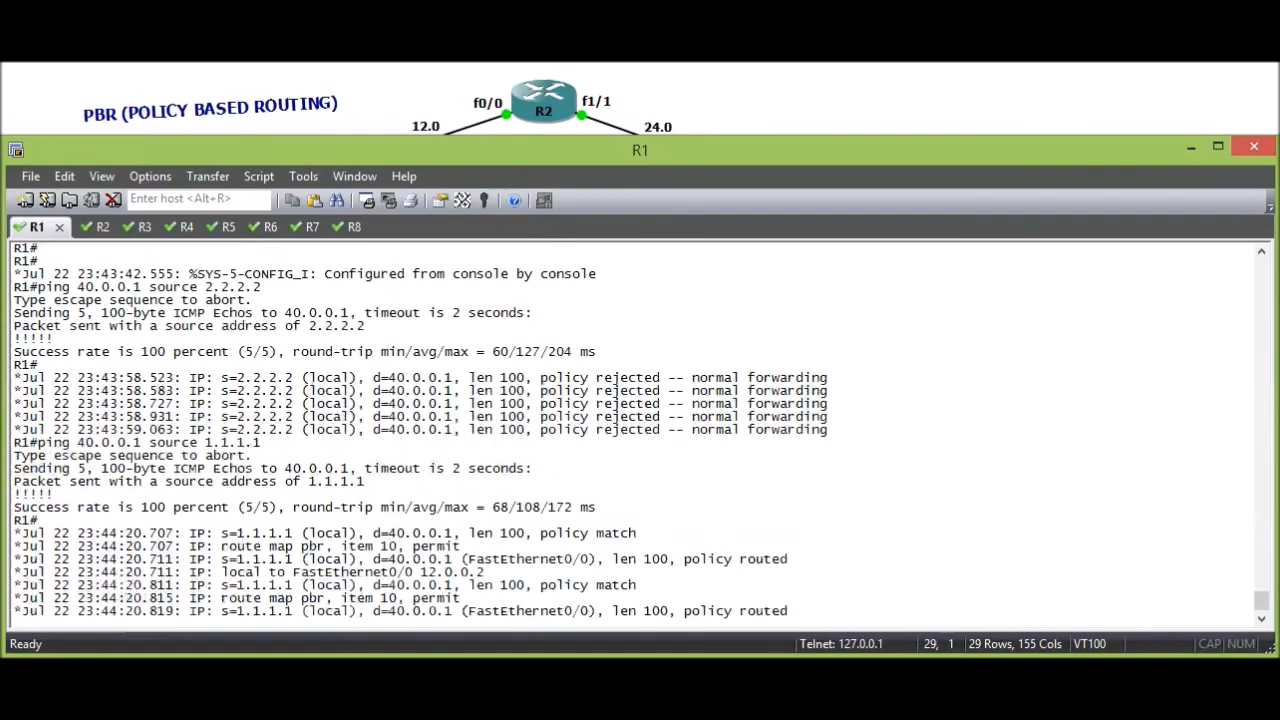 PBR (POLICY BASED ROUTING)
f0/0
f1/1
R2
12.0
24.0
R1
File Edit View Options Transfer Script Tools Window Help
Enter host <Alt+R>
R1 R2 R3 R4 R5 R6 R7 R8
R1#
R1#
*Jul 22 23:43:42.555: %SYS-5-CONFIG_I: Configured from console by console
R1#ping 40.0.0.1 source 2.2.2.2
Type escape sequence to abort.
Sending 5, 100-byte ICMP Echos to 40.0.0.1, timeout is 2 seconds:
Packet sent with a source address of 2.2.2.2
!!!!!
Success rate is 100 percent (5/5), round-trip min/avg/max = 60/127/204 ms
R1#
*Jul 22 23:43:58.523: IP: s=2.2.2.2 (local), d=40.0.0.1, len 100, policy rejected -- normal forwarding
*Jul 22 23:43:58.583: IP: s=2.2.2.2 (local), d=40.0.0.1, len 100, policy rejected -- normal forwarding
*Jul 22 23:43:58.727: IP: s=2.2.2.2 (local), d=40.0.0.1, len 100, policy rejected -- normal forwarding
*Jul 22 23:43:58.931: IP: s=2.2.2.2 (local), d=40.0.0.1, len 100, policy rejected -- normal forwarding
*Jul 22 23:43:59.063: IP: s=2.2.2.2 (local), d=40.0.0.1, len 100, policy rejected -- normal forwarding
R1#ping 40.0.0.1 source 1.1.1.1
Type escape sequence to abort.
Sending 5, 100-byte ICMP Echos to 40.0.0.1, timeout is 2 seconds:
Packet sent with a source address of 1.1.1.1
!!!!!
Success rate is 100 percent (5/5), round-trip min/avg/max = 68/108/172 ms
R1#
*Jul 22 23:44:20.707: IP: s=1.1.1.1 (local), d=40.0.0.1, len 100, policy match
*Jul 22 23:44:20.707: IP: route map pbr, item 10, permit
*Jul 22 23:44:20.711: IP: s=1.1.1.1 (local), d=40.0.0.1 (FastEthernet0/0), len 100, policy routed
*Jul 22 23:44:20.711: IP: local to FastEthernet0/0 12.0.0.2
*Jul 22 23:44:20.811: IP: s=1.1.1.1 (local), d=40.0.0.1, len 100, policy match
*Jul 22 23:44:20.815: IP: route map pbr, item 10, permit
*Jul 22 23:44:20.819: IP: s=1.1.1.1 (local), d=40.0.0.1 (FastEthernet0/0), len 100, policy routed
Ready Telnet: 127.0.0.1 29, 1 29 Rows, 155 Cols VT100 CAP NUM